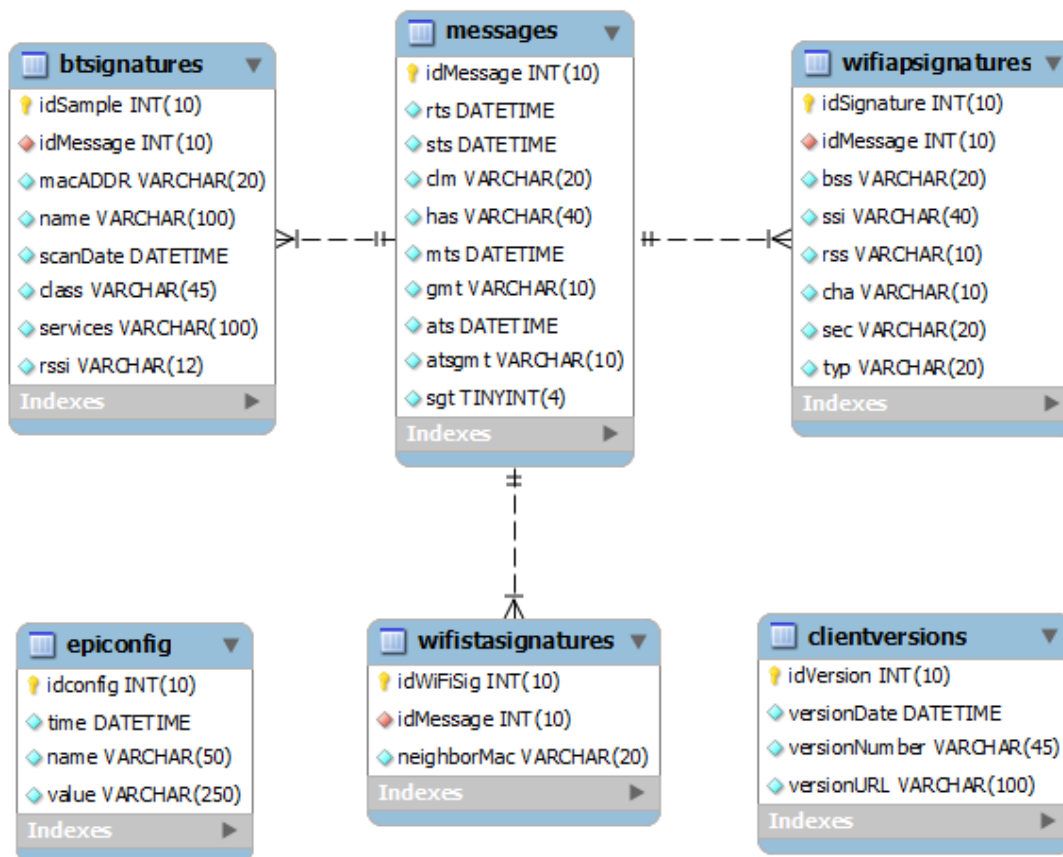 btsignatures
idSample INT(10)
idMessage INT(10)
macADDR VARCHAR(20)
name VARCHAR(100)
scanDate DATETIME
class VARCHAR(45)
services VARCHAR(100)
rssi VARCHAR(12)
Indexes
messages
idMessage INT(10)
rts DATETIME
sts DATETIME
clm VARCHAR(20)
has VARCHAR(40)
mts DATETIME
gmt VARCHAR(10)
ats DATETIME
atsgmt VARCHAR(10)
sgt TINYINT(4)
Indexes
wifiapsignatures
idSignature INT(10)
idMessage INT(10)
bss VARCHAR(20)
ssi VARCHAR(40)
rss VARCHAR(10)
cha VARCHAR(10)
sec VARCHAR(20)
typ VARCHAR(20)
Indexes
epiconfig
idconfig INT(10)
time DATETIME
name VARCHAR(50)
value VARCHAR(250)
Indexes
wifistasignatures
idWiFiSig INT(10)
idMessage INT(10)
neighborMac VARCHAR(20)
Indexes
clientversions
idVersion INT(10)
versionDate DATETIME
versionNumber VARCHAR(45)
versionURL VARCHAR(100)
Indexes